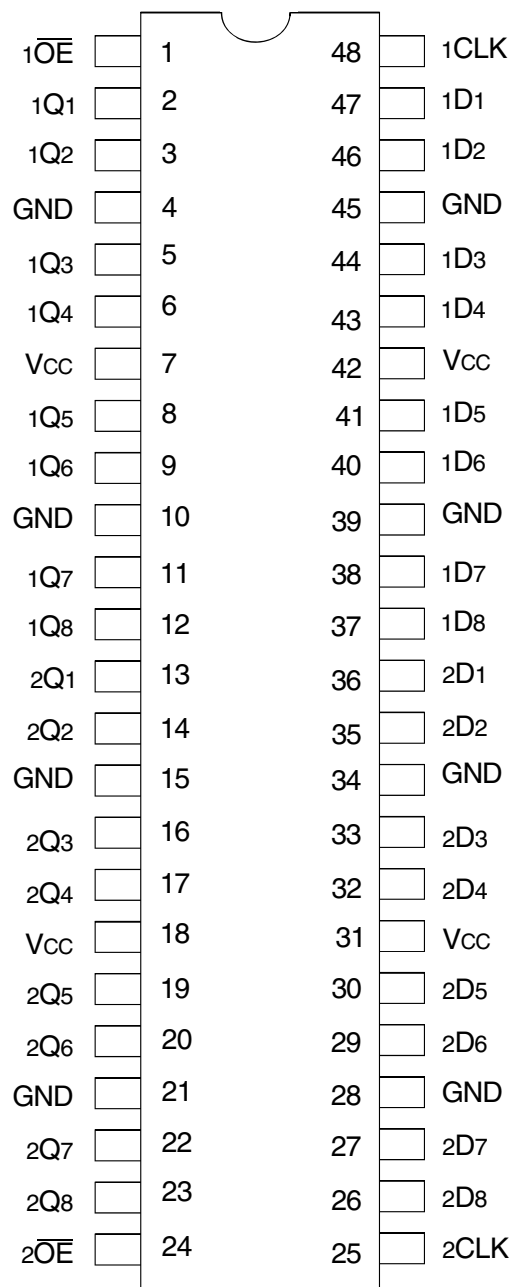 1O̅E̅ 1 48 1CLK
1Q1 2 47 1D1
1Q2 3 46 1D2
GND 4 45 GND
1Q3 5 44 1D3
1Q4 6 43 1D4
VCC 7 42 VCC
1Q5 8 41 1D5
1Q6 9 40 1D6
GND 10 39 GND
1Q7 11 38 1D7
1Q8 12 37 1D8
2Q1 13 36 2D1
2Q2 14 35 2D2
GND 15 34 GND
2Q3 16 33 2D3
2Q4 17 32 2D4
VCC 18 31 VCC
2Q5 19 30 2D5
2Q6 20 29 2D6
GND 21 28 GND
2Q7 22 27 2D7
2Q8 23 26 2D8
2O̅E̅ 24 25 2CLK